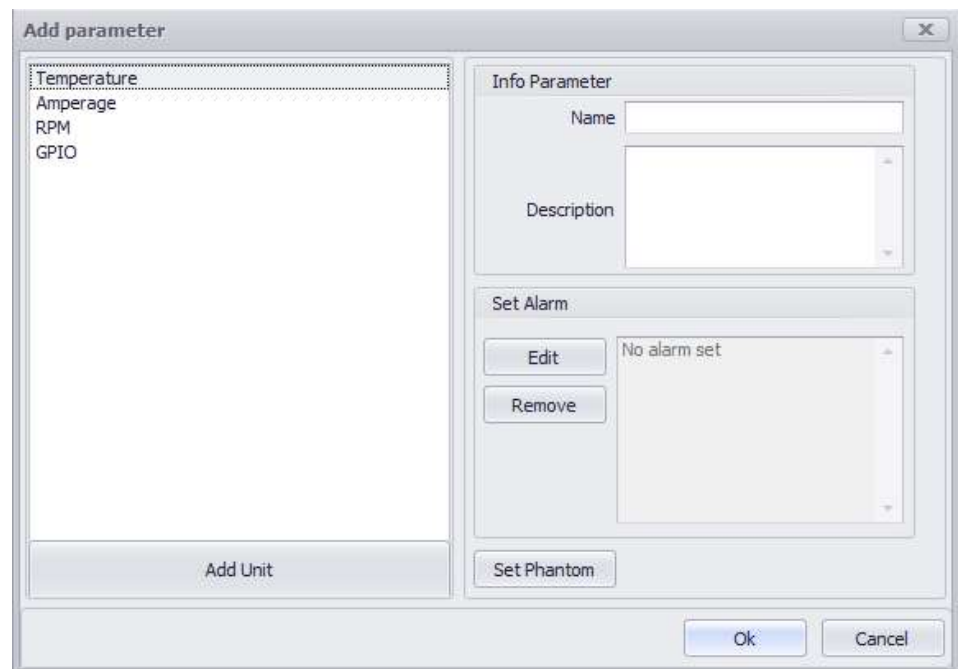 Add parameter
Temperature
Amperage
RPM
GPIO
Add Unit
Info Parameter
Name
Description
Set Alarm
Edit
No alarm set
Remove
Set Phantom
Ok
Cancel